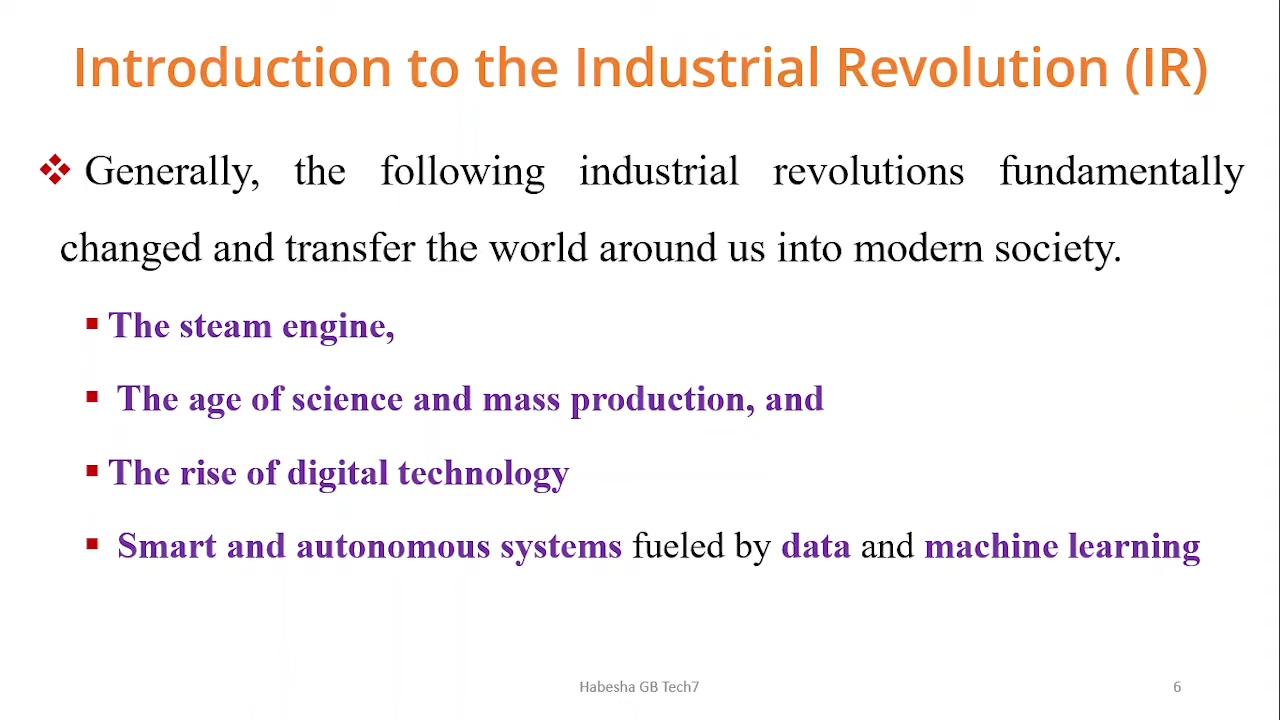 Introduction to the Industrial Revolution (IR)
❖ Generally, the following industrial revolutions fundamentally
changed and transfer the world around us into modern society.
▪ The steam engine,
▪ The age of science and mass production, and
▪ The rise of digital technology
▪ Smart and autonomous systems fueled by data and machine learning
Habesha GB Tech7
6